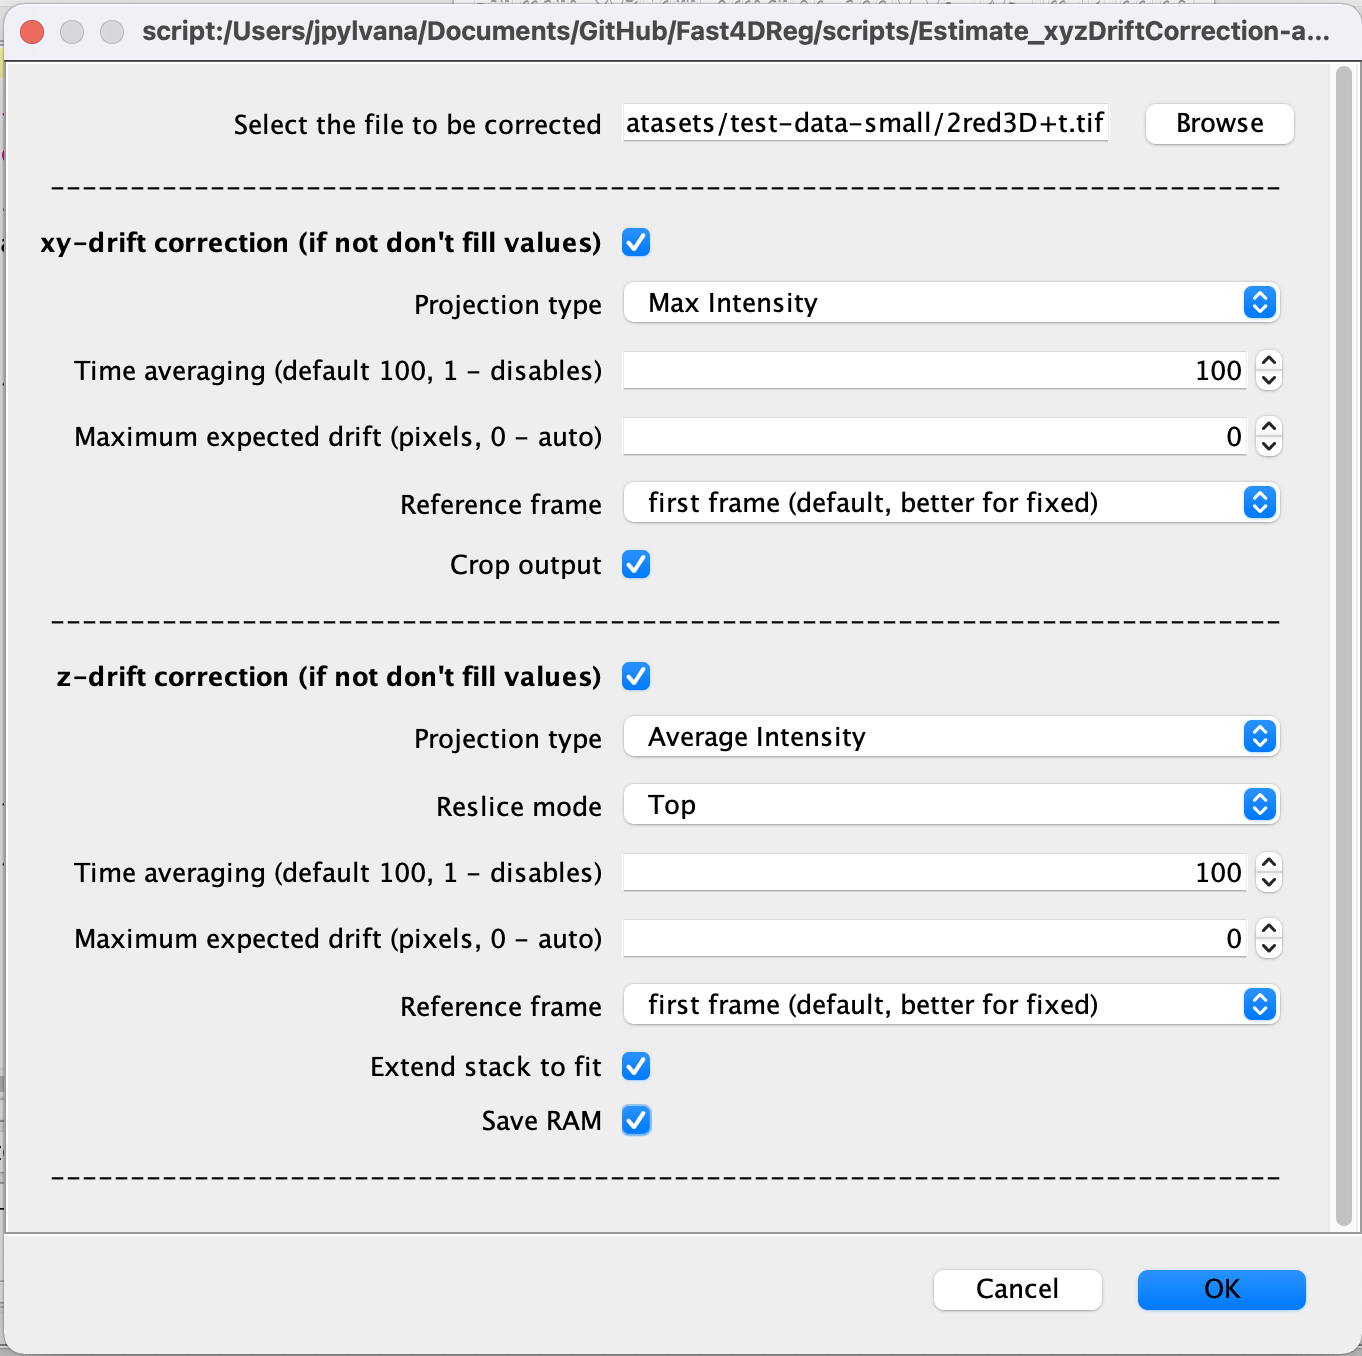 script:/Users/jpylvana/Documents/GitHub/Fast4DReg/scripts/Estimate_xyzDriftCorrection-a...
Select the file to be corrected atasets/test-data-small/2red3D+t.tif Browse
--------------------------------------------------------------------------------
xy-drift correction (if not don't fill values)
Projection type Max Intensity
Time averaging (default 100, 1 - disables) 100
Maximum expected drift (pixels, 0 - auto) 0
Reference frame first frame (default, better for fixed)
Crop output
--------------------------------------------------------------------------------
z-drift correction (if not don't fill values)
Projection type Average Intensity
Reslice mode Top
Time averaging (default 100, 1 - disables) 100
Maximum expected drift (pixels, 0 - auto) 0
Reference frame first frame (default, better for fixed)
Extend stack to fit
Save RAM
--------------------------------------------------------------------------------
Cancel OK